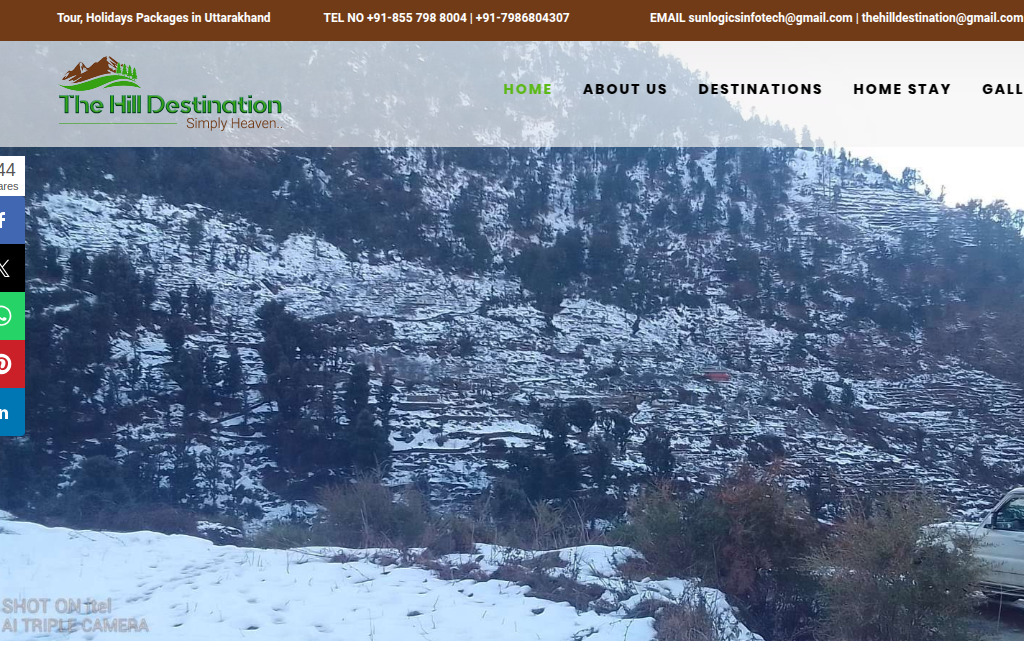 Tour, Holidays Packages in Uttarakhand
TEL NO +91-855 798 8004 | +91-7986804307
EMAIL sunlogicsinfotech@gmail.com | thehilldestination@gmail.com
The Hill Destination
Simply Heaven..
HOME
ABOUT US
DESTINATIONS
HOME STAY
GALL
44
ares
SHOT ON itel
AI TRIPLE CAMERA